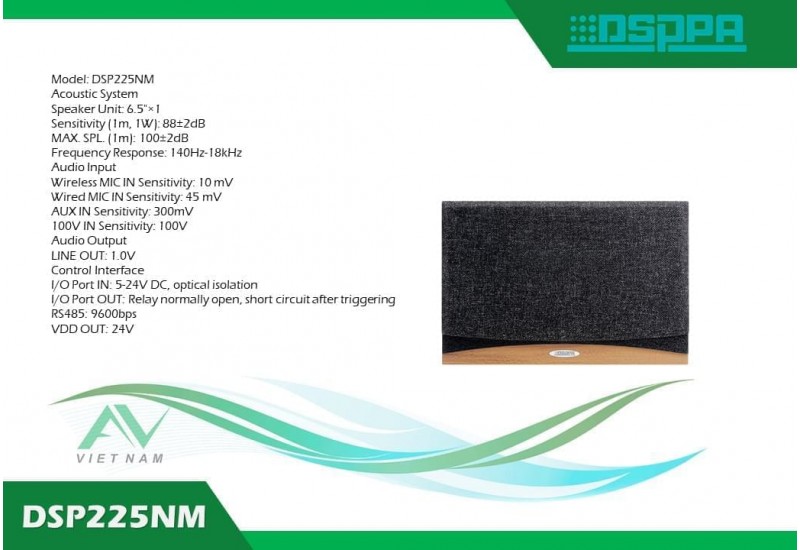 DSPPA
Model: DSP225NM
Acoustic System
Speaker Unit: 6.5"×1
Sensitivity (1m, 1W): 88±2dB
MAX. SPL. (1m): 100±2dB
Frequency Response: 140Hz-18kHz
Audio Input
Wireless MIC IN Sensitivity: 10 mV
Wired MIC IN Sensitivity: 45 mV
AUX IN Sensitivity: 300mV
100V IN Sensitivity: 100V
Audio Output
LINE OUT: 1.0V
Control Interface
I/O Port IN: 5-24V DC, optical isolation
I/O Port OUT: Relay normally open, short circuit after triggering
RS485: 9600bps
VDD OUT: 24V
DSPPA
AV
VIETNAM
DSP225NM